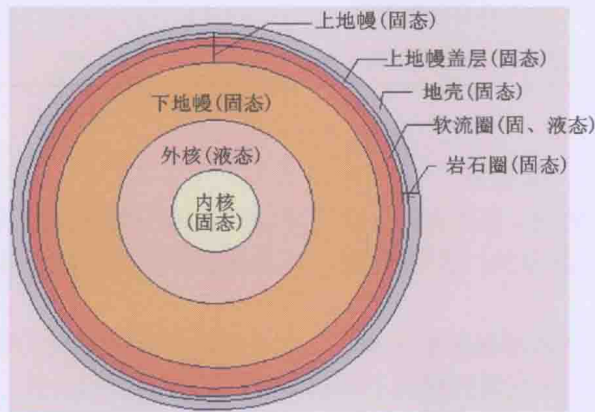 上地幔(固态)
上地幔盖层(固态)
地壳(固态)
下地幔(固态)
软流圈(固、液态)
外核(液态)
岩石圈(固态)
内核
(固态)